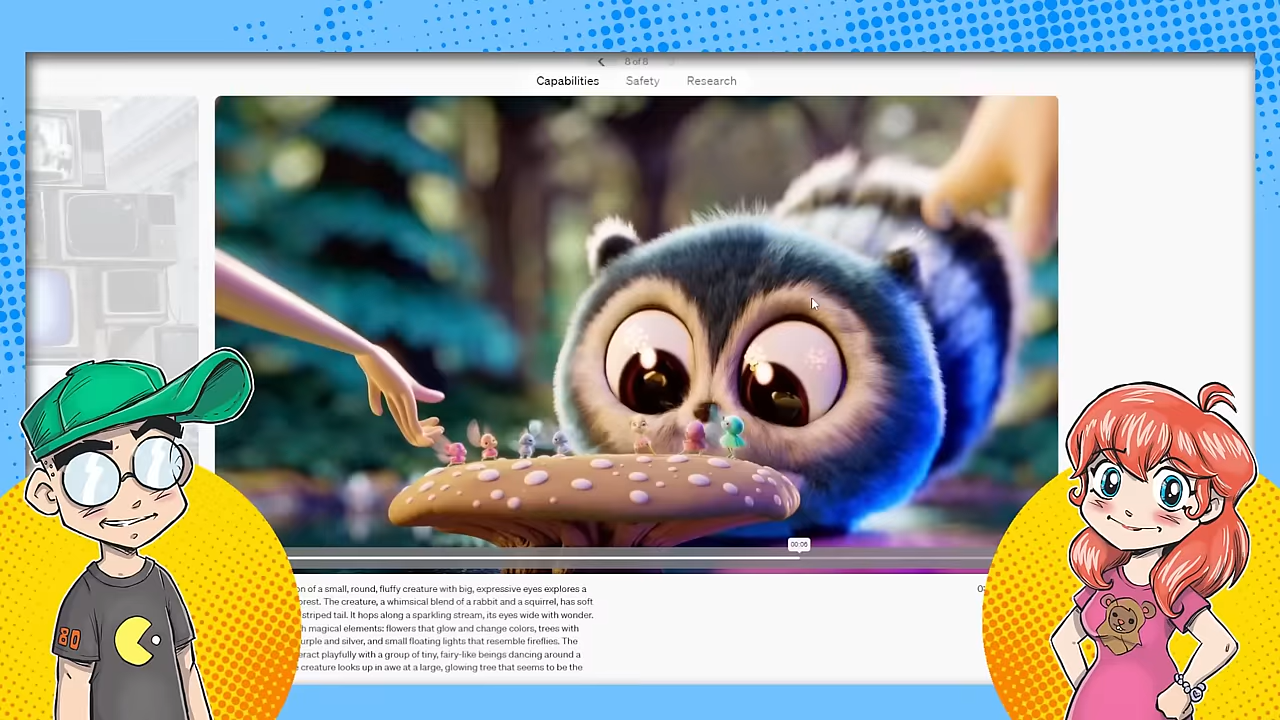 8 of 8
Capabilities Safety Research
00:06
on of a small, round, fluffy creature with big, expressive eyes explores a
orest. The creature, a whimsical blend of a rabbit and a squirrel, has soft
striped tail. It hops along a sparkling stream, its eyes wide with wonder.
h magical elements: flowers that glow and change colors, trees with
urple and silver, and small floating lights that resemble fireflies. The
eract playfully with a group of tiny, fairy-like beings dancing around a
creature looks up in awe at a large, glowing tree that seems to be the
80